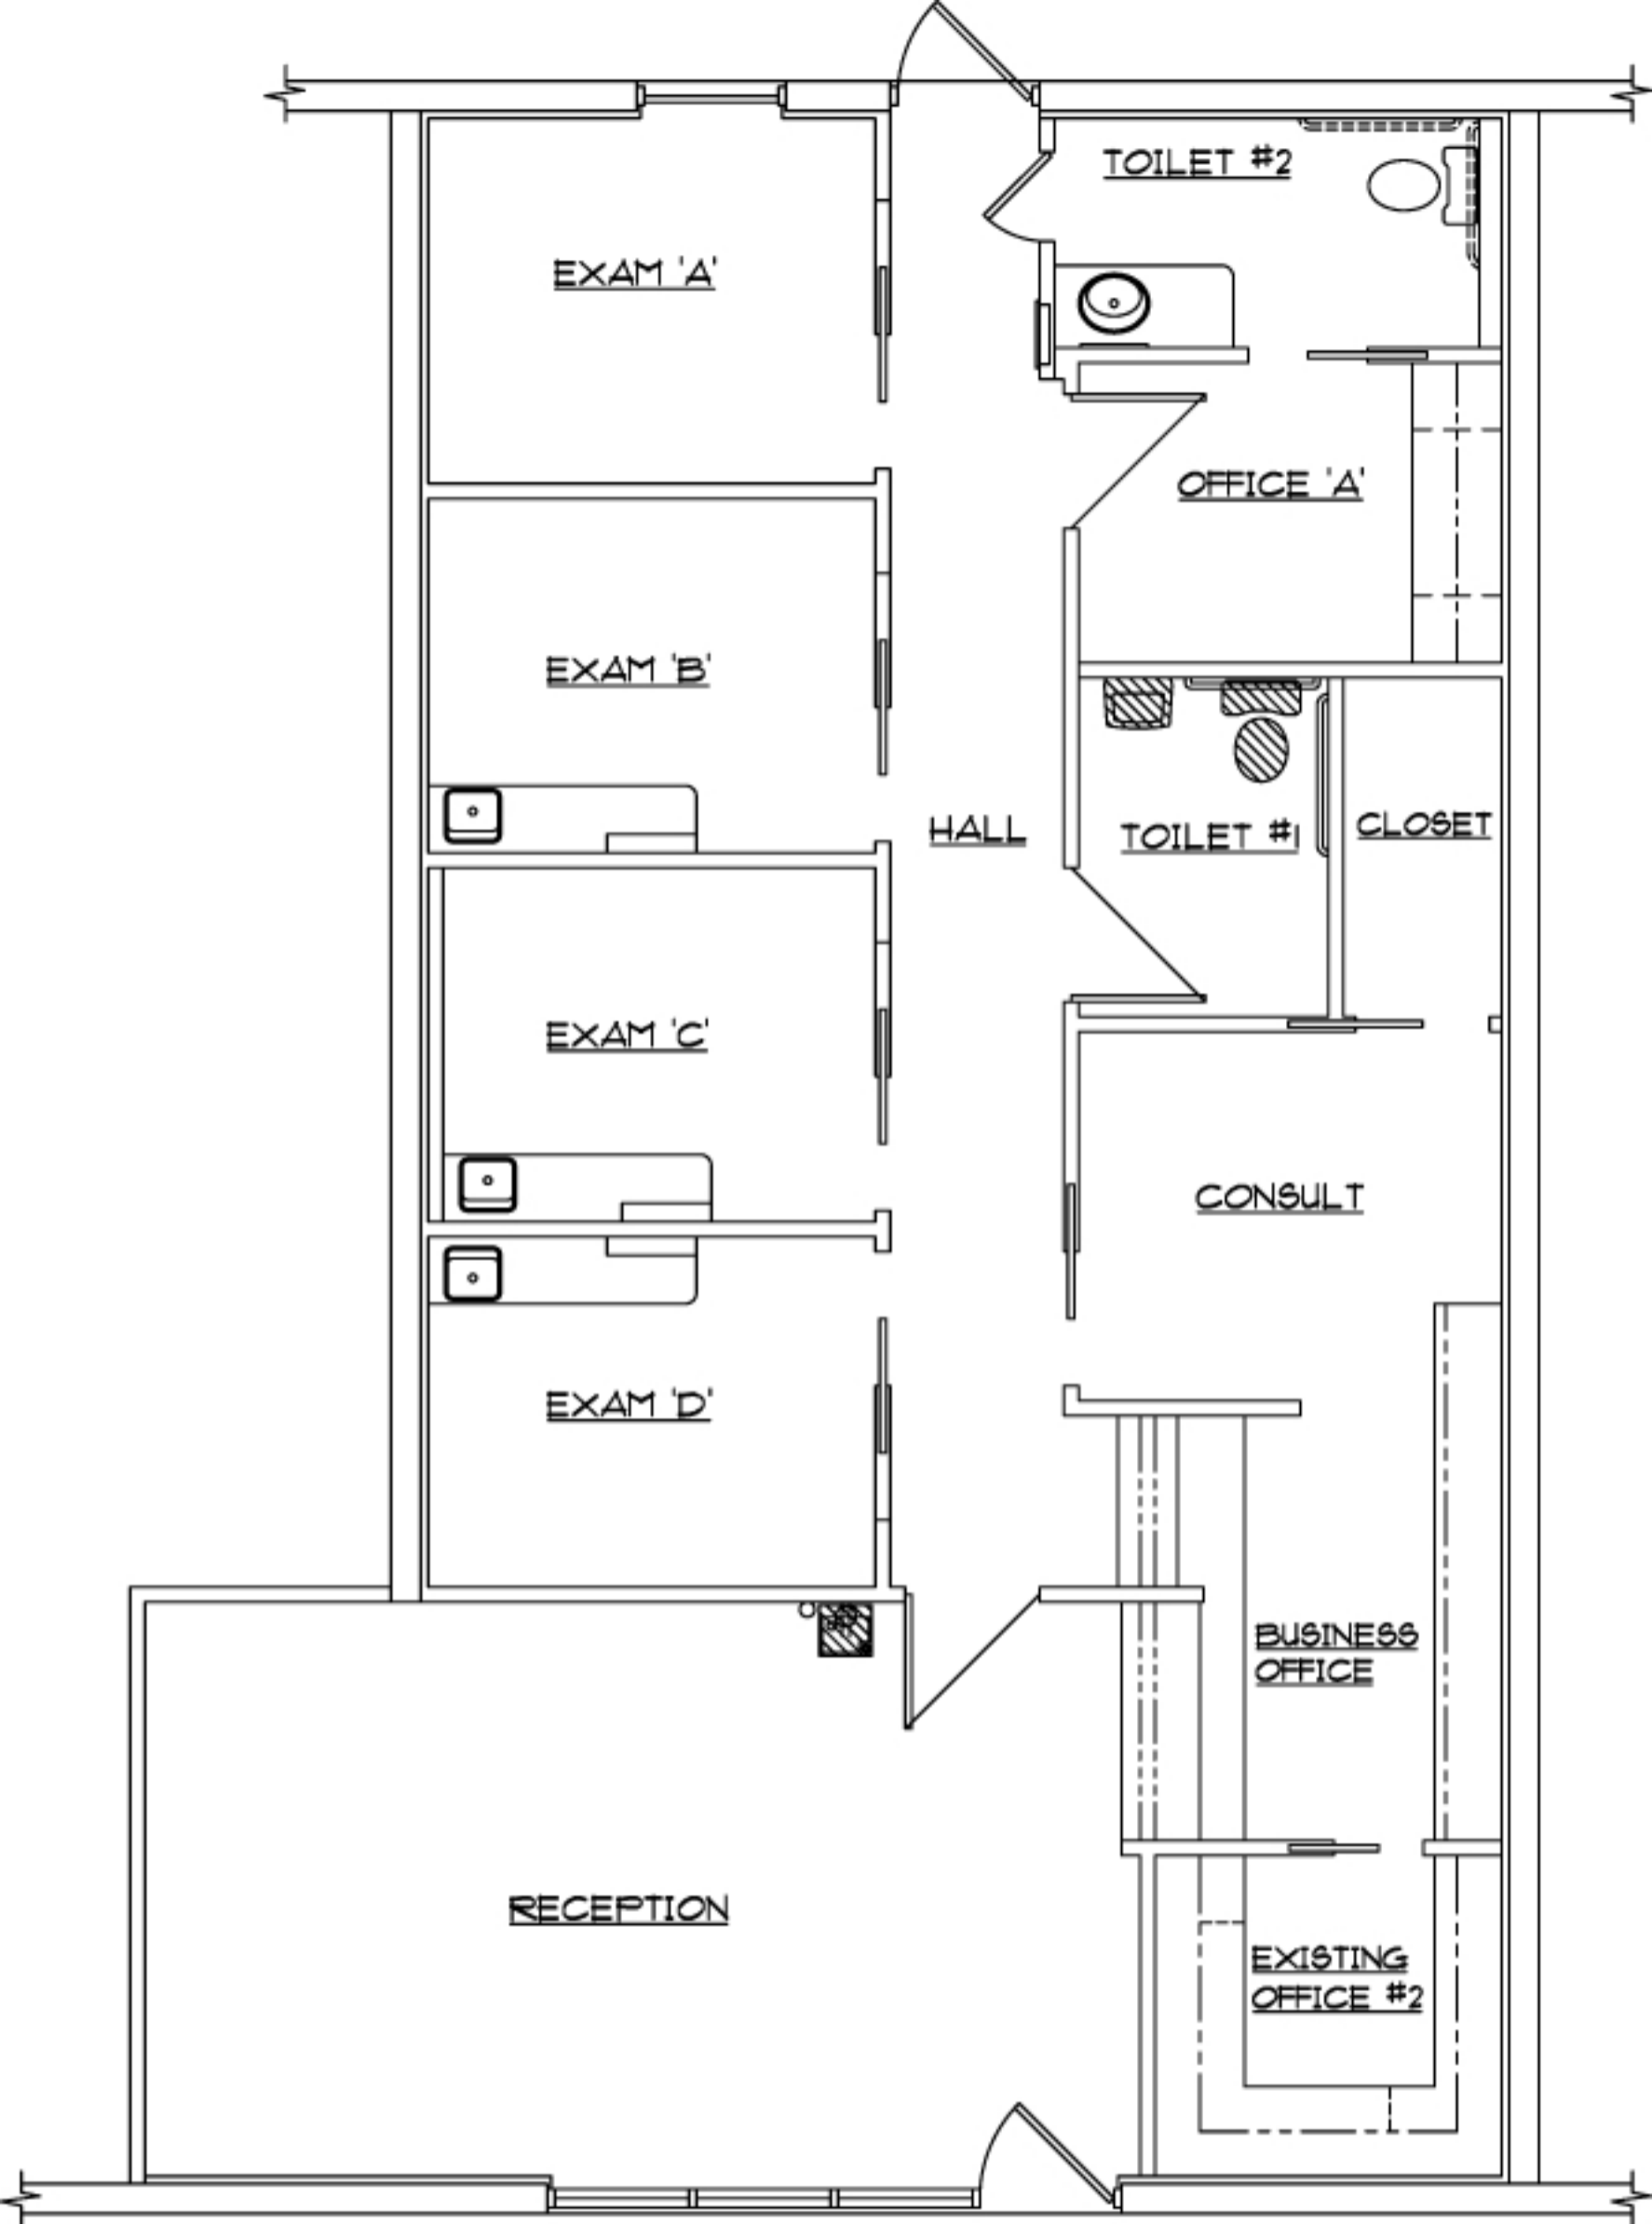 TOILET #2
EXAM 'A'
OFFICE 'A'
EXAM 'B'
HALL
TOILET #1
CLOSET
EXAM 'C'
CONSULT
EXAM 'D'
BUSINESS
OFFICE
RECEPTION
EXISTING
OFFICE #2